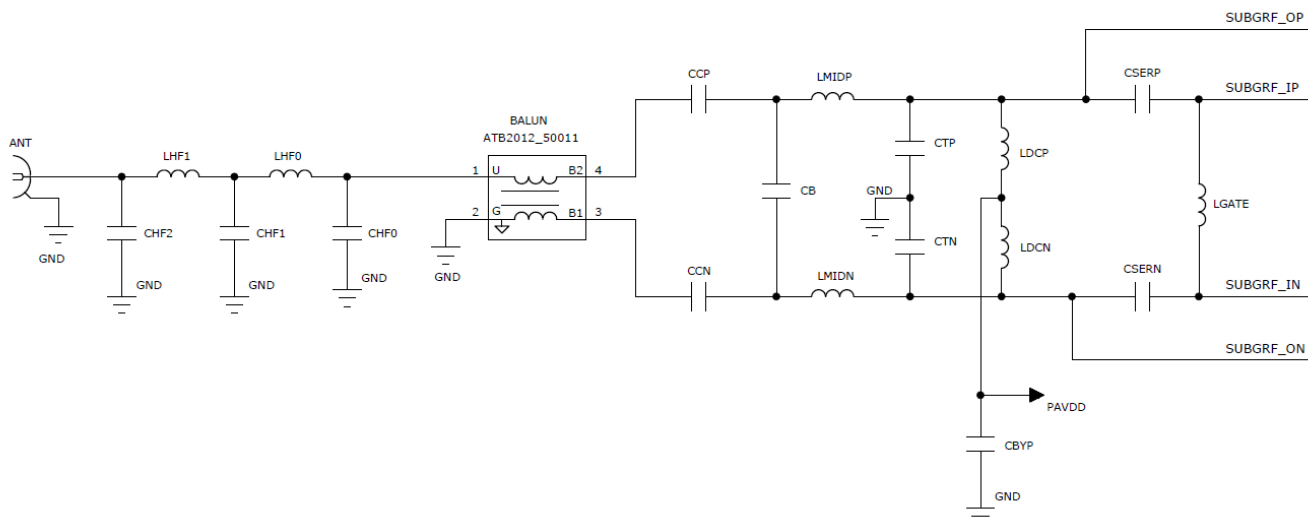 SUBGRF_OP
CCP
LMIDP
CSERP
SUBGRF_IP
BALUN
ATB2012_50011
ANT
LHF1
LHF0
1 U B2 4
2 G B1 3
CTP
LDCP
GND
CB
LGATE
CHF2
CHF1
CHF0
GND
GND
CTN
LDCN
CCN
LMIDN
CSERN
GND
GND
GND
SUBGRF_IN
SUBGRF_ON
PAVDD
CBYP
GND